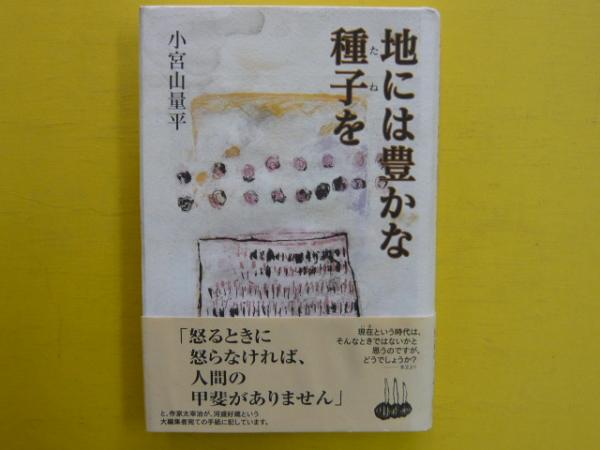 地には豊かな
種子を
たね
小宮山量平
「怒るときに
怒らなければ、
人間の
甲斐がありません」
と、作家太宰治が、河盛好蔵という
大編集者宛ての手紙に記しています。
現在という時代は、
そんなときではないかと
思うのですが、
どうでしょうか?